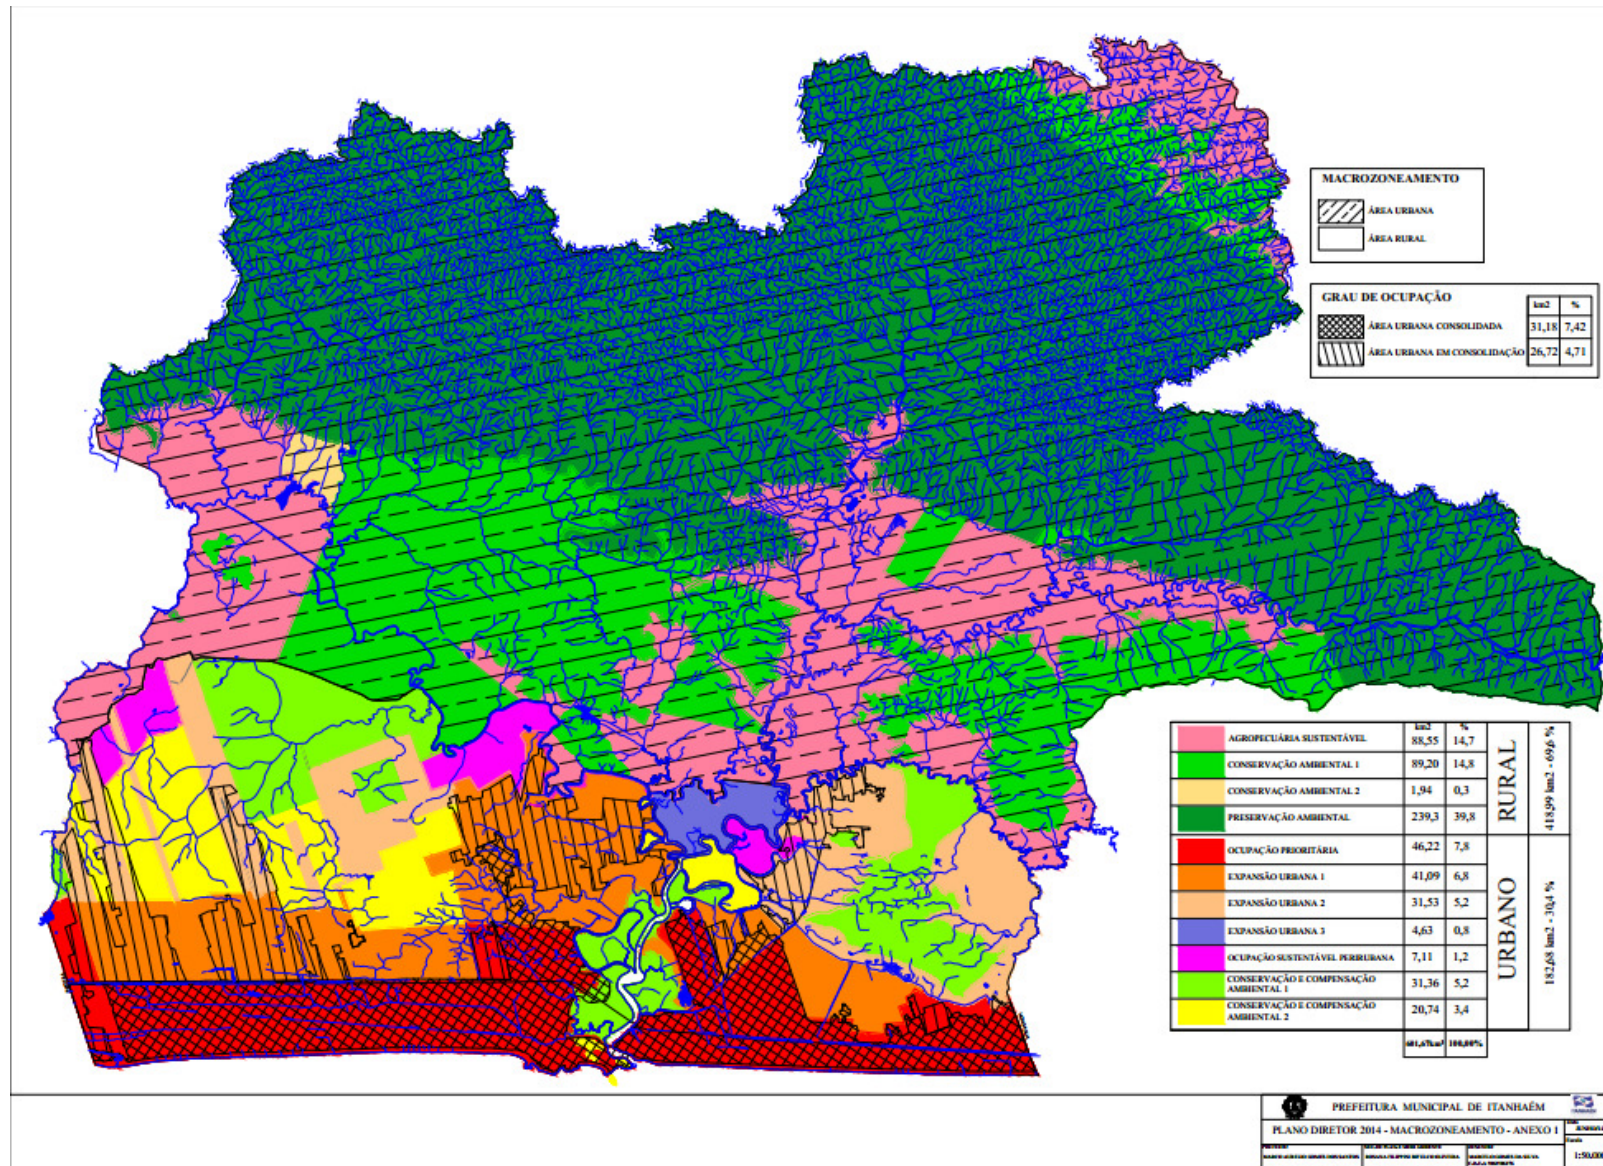 MACROZONEAMENTO
ÁREA URBANA
ÁREA RURAL
GRAU DE OCUPAÇÃO
km2 %
ÁREA URBANA CONSOLIDADA 31,18 7,42
ÁREA URBANA EM CONSOLIDAÇÃO 26,72 4,71
km2 %
AGROPECUÁRIA SUSTENTÁVEL 88,55 14,7
CONSERVAÇÃO AMBIENTAL 1 89,20 14,8
CONSERVAÇÃO AMBIENTAL 2 1,94 0,3
PRESERVAÇÃO AMBIENTAL 239,3 39,8
RURAL
418,99 km2 - 69,6 %
OCUPAÇÃO PRIORITÁRIA 46,22 7,8
EXPANSÃO URBANA 1 41,09 6,8
EXPANSÃO URBANA 2 31,53 5,2
EXPANSÃO URBANA 3 4,63 0,8
OCUPAÇÃO SUSTENTÁVEL PERIRUBANA 7,11 1,2
CONSERVAÇÃO E COMPENSAÇÃO
AMBIENTAL 1 31,36 5,2
CONSERVAÇÃO E COMPENSAÇÃO
AMBIENTAL 2 20,74 3,4
URBANO
182,68 km2 - 30,4 %
601,67km² 100,00%
PREFEITURA MUNICIPAL DE ITANHAÉM
PLANO DIRETOR 2014 - MACROZONEAMENTO - ANEXO 1
1:50.000